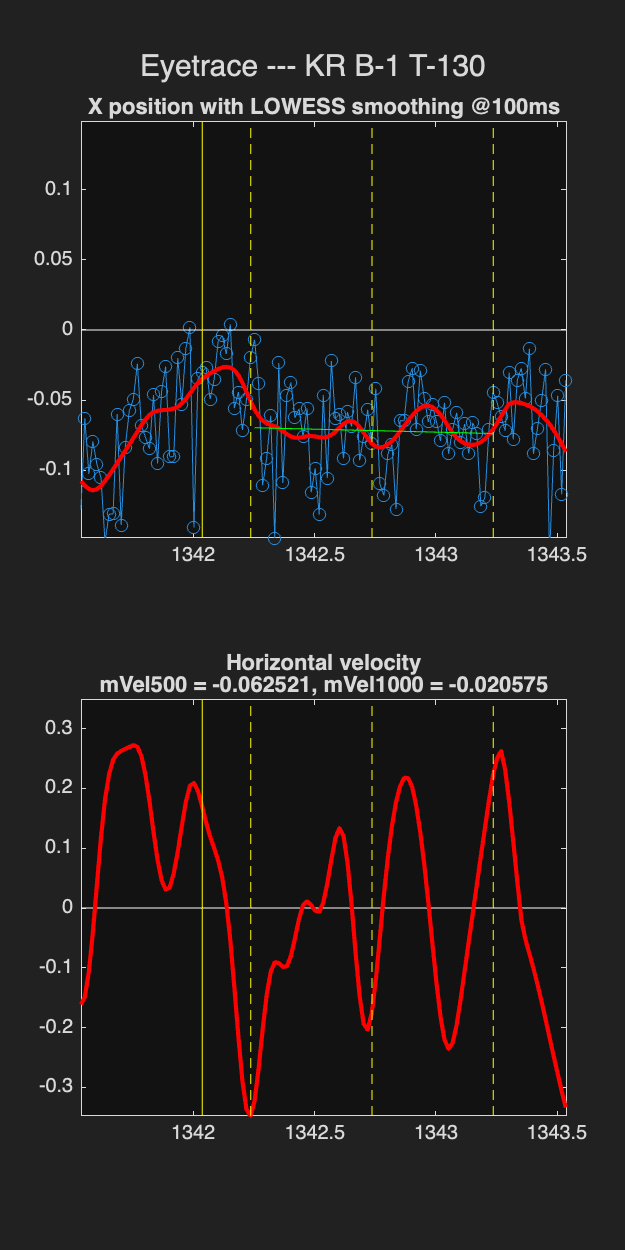 Eyetrace --- KR B-1 T-130
X position with LOWESS smoothing @100ms
0.1
0.05
0
-0.05
-0.1
1342 1342.5 1343 1343.5
Horizontal velocity
mVel500 = -0.062521, mVel1000 = -0.020575
0.3
0.2
0.1
0
-0.1
-0.2
-0.3
1342 1342.5 1343 1343.5